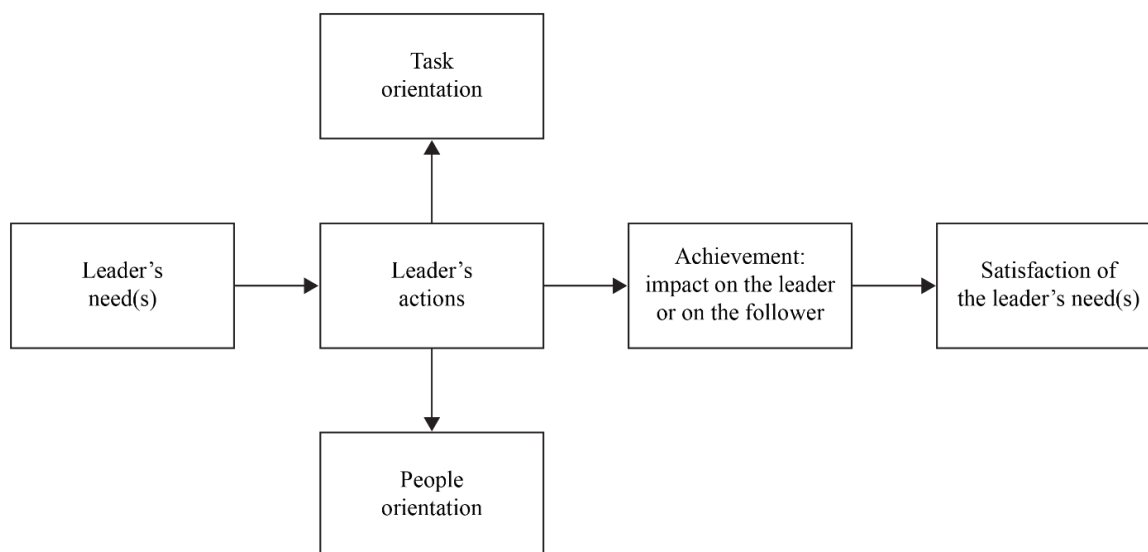 Task
orientation
Leader’s
need(s)
Leader’s
actions
Achievement:
impact on the leader
or on the follower
Satisfaction of
the leader’s need(s)
People
orientation